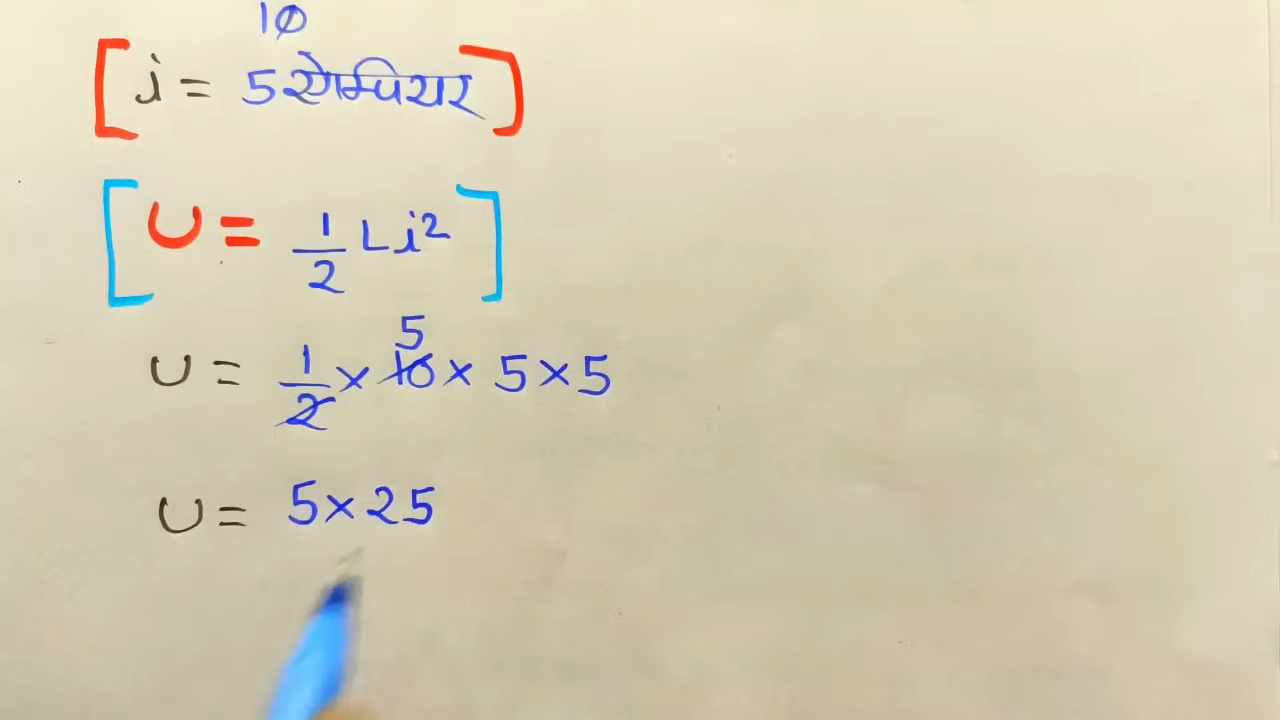 10
[i = 5 ऐम्पियर]
[U = 1/2 Li²]
5
U = 1/2 × 10 × 5 × 5
U = 5×25